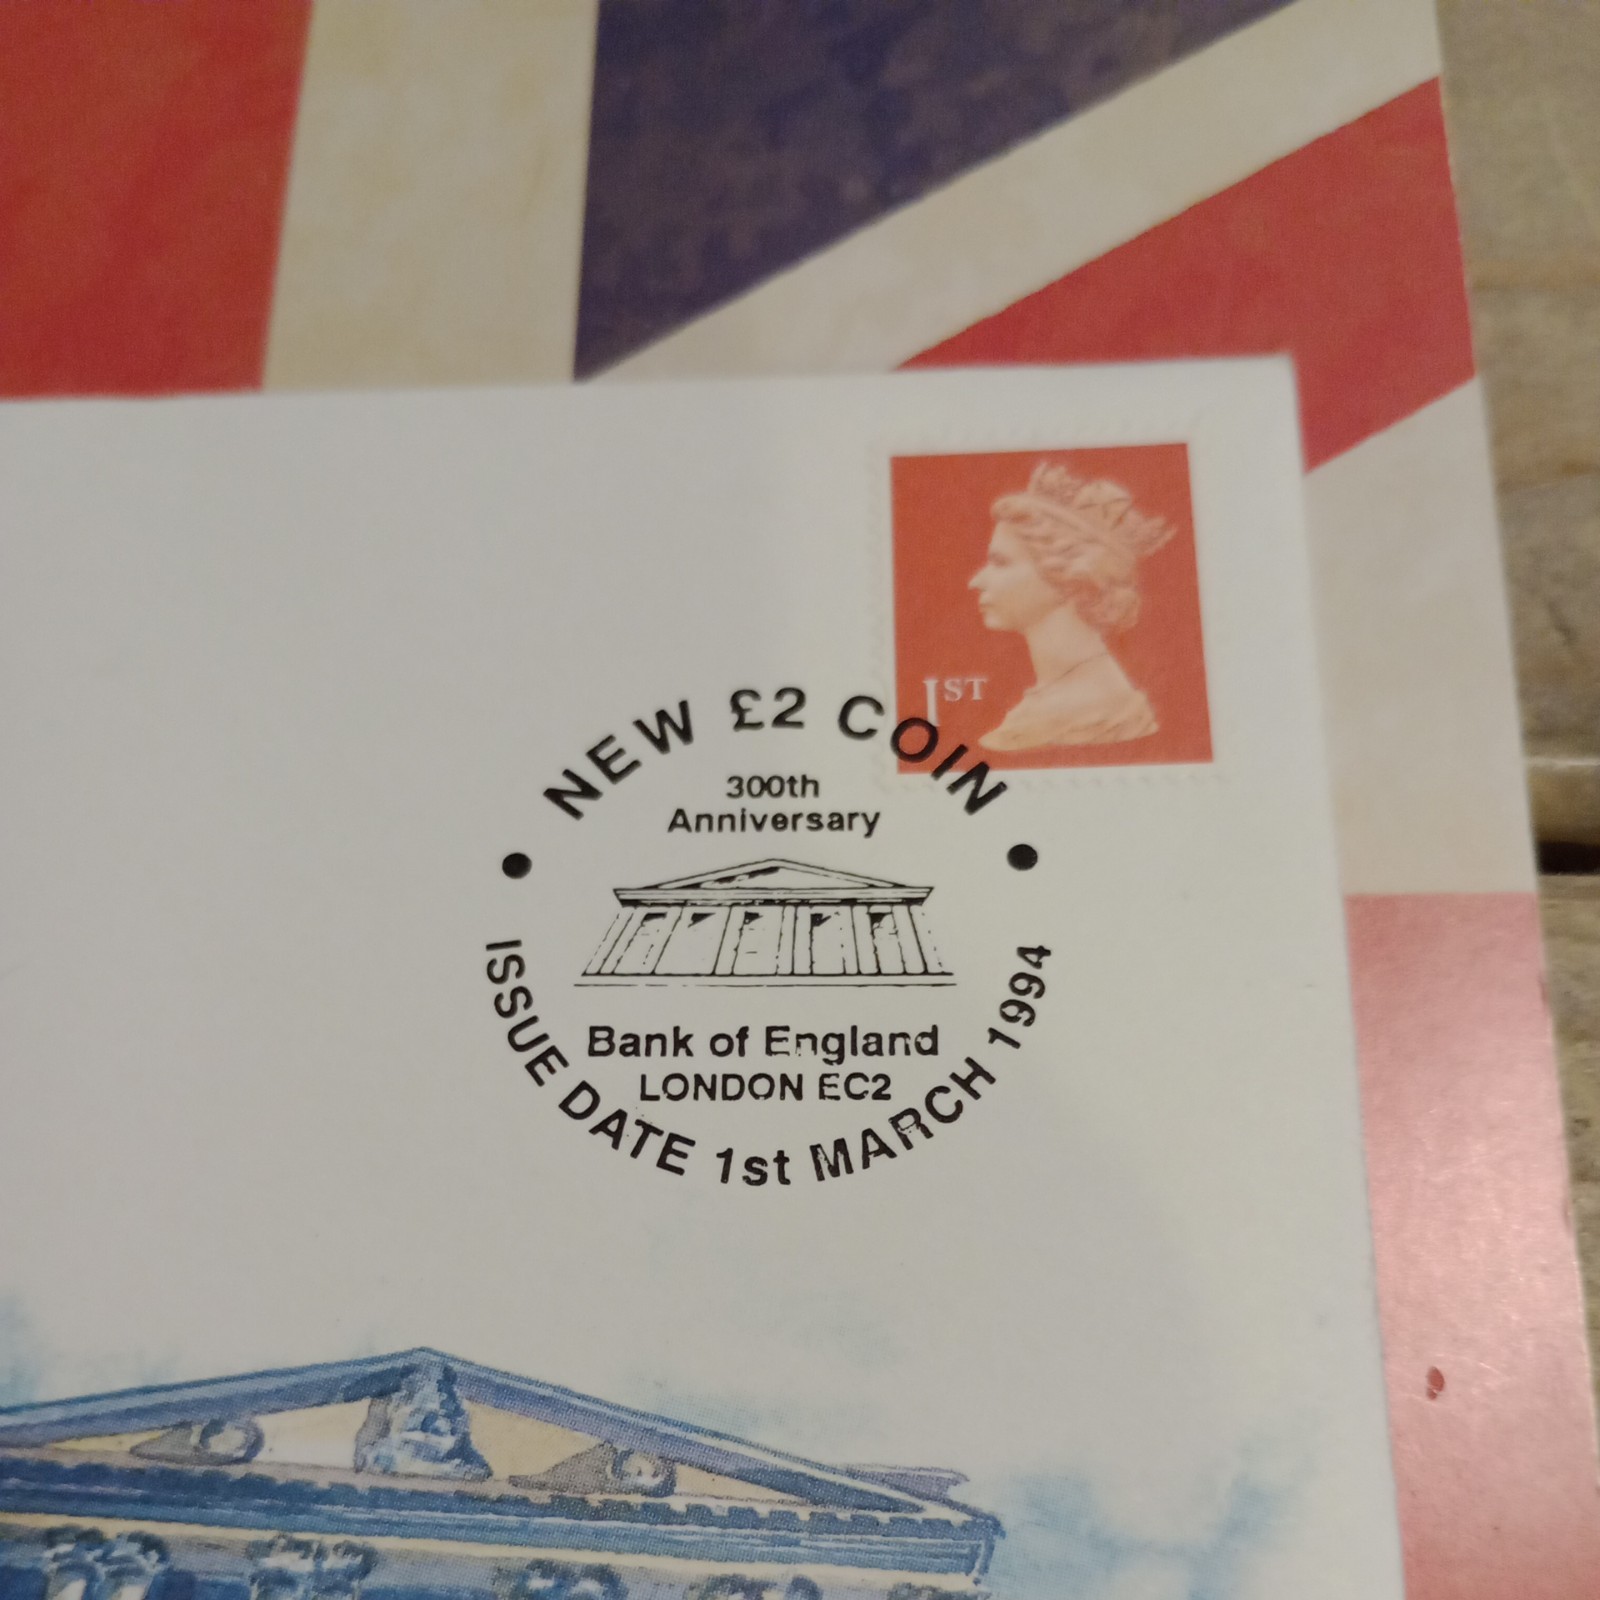 1ST
NEW £2 COIN
300th
Anniversary
Bank of England
LONDON EC2
ISSUE DATE 1st MARCH 1994